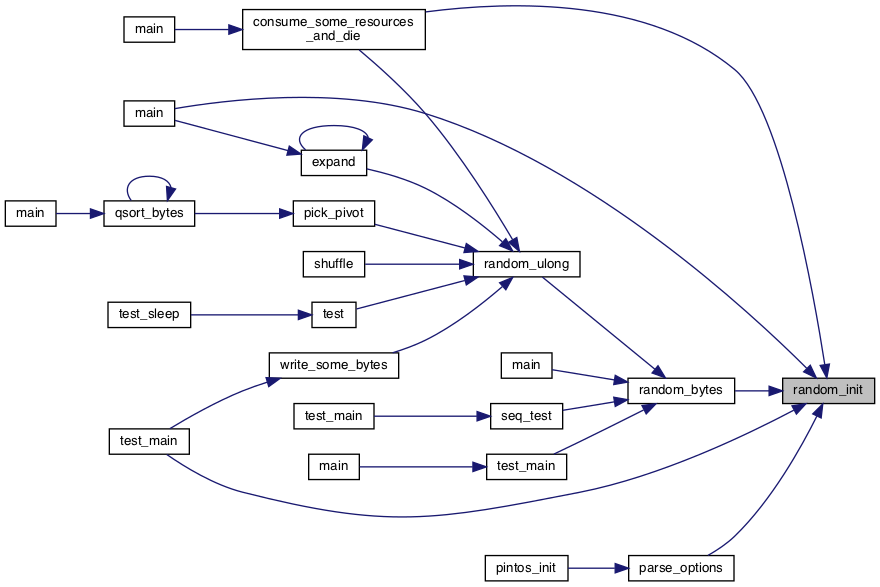 main
consume_some_resources
_and_die
main
expand
main
qsort_bytes
pick_pivot
shuffle
random_ulong
test_sleep
test
write_some_bytes
main
random_bytes
random_init
test_main
seq_test
test_main
main
test_main
pintos_init
parse_options